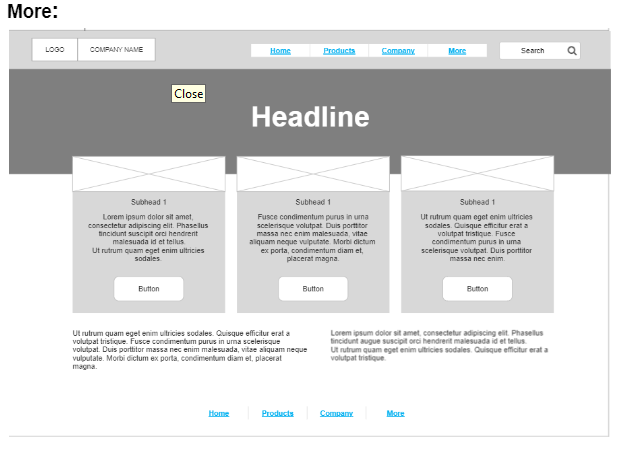 More:
LOGO COMPANY NAME Home Products Company More Search
Close
Headline
Subhead 1
Lorem ipsum dolor sit amet,
consectetur adipiscing elit. Phasellus
tincidunt suscipit orci hendrerit
malesuada id et tellus.
Ut rutrum quam eget enim ultricies
sodales.
Button
Subhead 1
Fusce condimentum purus in urna
scelerisque volutpat. Duis porttitor
massa nec enim malesuada, vitae
aliquam neque vulputate. Morbi dictum
ex porta, condimentum diam et,
placerat magna.
Button
Subhead 1
Ut rutrum quam eget enim ultricies
sodales. Quisque efficitur erat a
volutpat tristique. Fusce
condimentum purus in urna
scelerisque volutpat. Duis porttitor
massa nec enim.
Button
Ut rutrum quam eget enim ultricies sodales. Quisque efficitur erat a
volutpat tristique. Fusce condimentum purus in urna scelerisque
volutpat. Duis porttitor massa nec enim malesuada, vitae aliquam neque
vulputate. Morbi dictum ex porta, condimentum diam et, placerat
magna.
Lorem ipsum dolor sit amet, consectetur adipiscing elit. Phasellus
tincidunt augue suscipit orci hendrerit malesuada id et tellus.
Ut rutrum quam eget enim ultricies sodales. Quisque efficitur erat a
volutpat tristique.
Home Products Company More